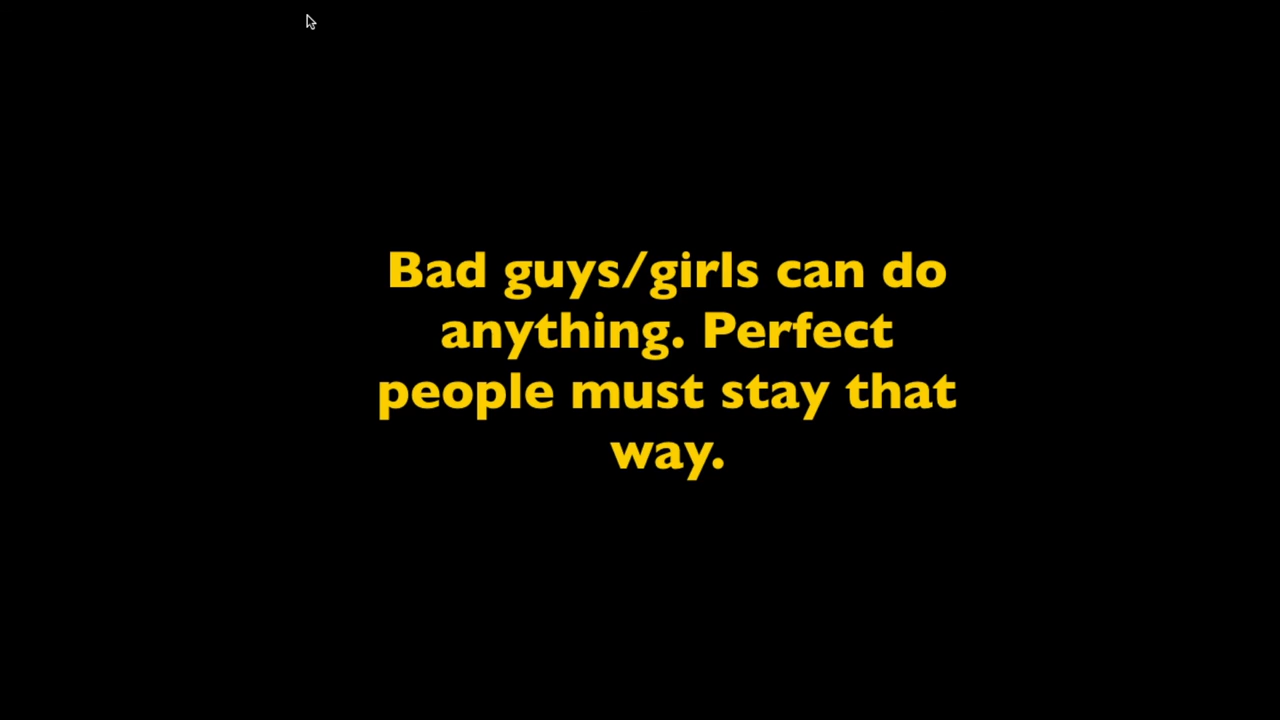 Bad guys/girls can do
anything. Perfect
people must stay that
way.